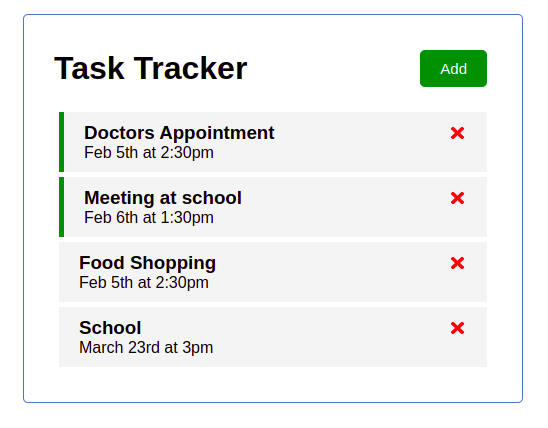 Task Tracker
Add
Doctors Appointment
Feb 5th at 2:30pm
Meeting at school
Feb 6th at 1:30pm
Food Shopping
Feb 5th at 2:30pm
School
March 23rd at 3pm